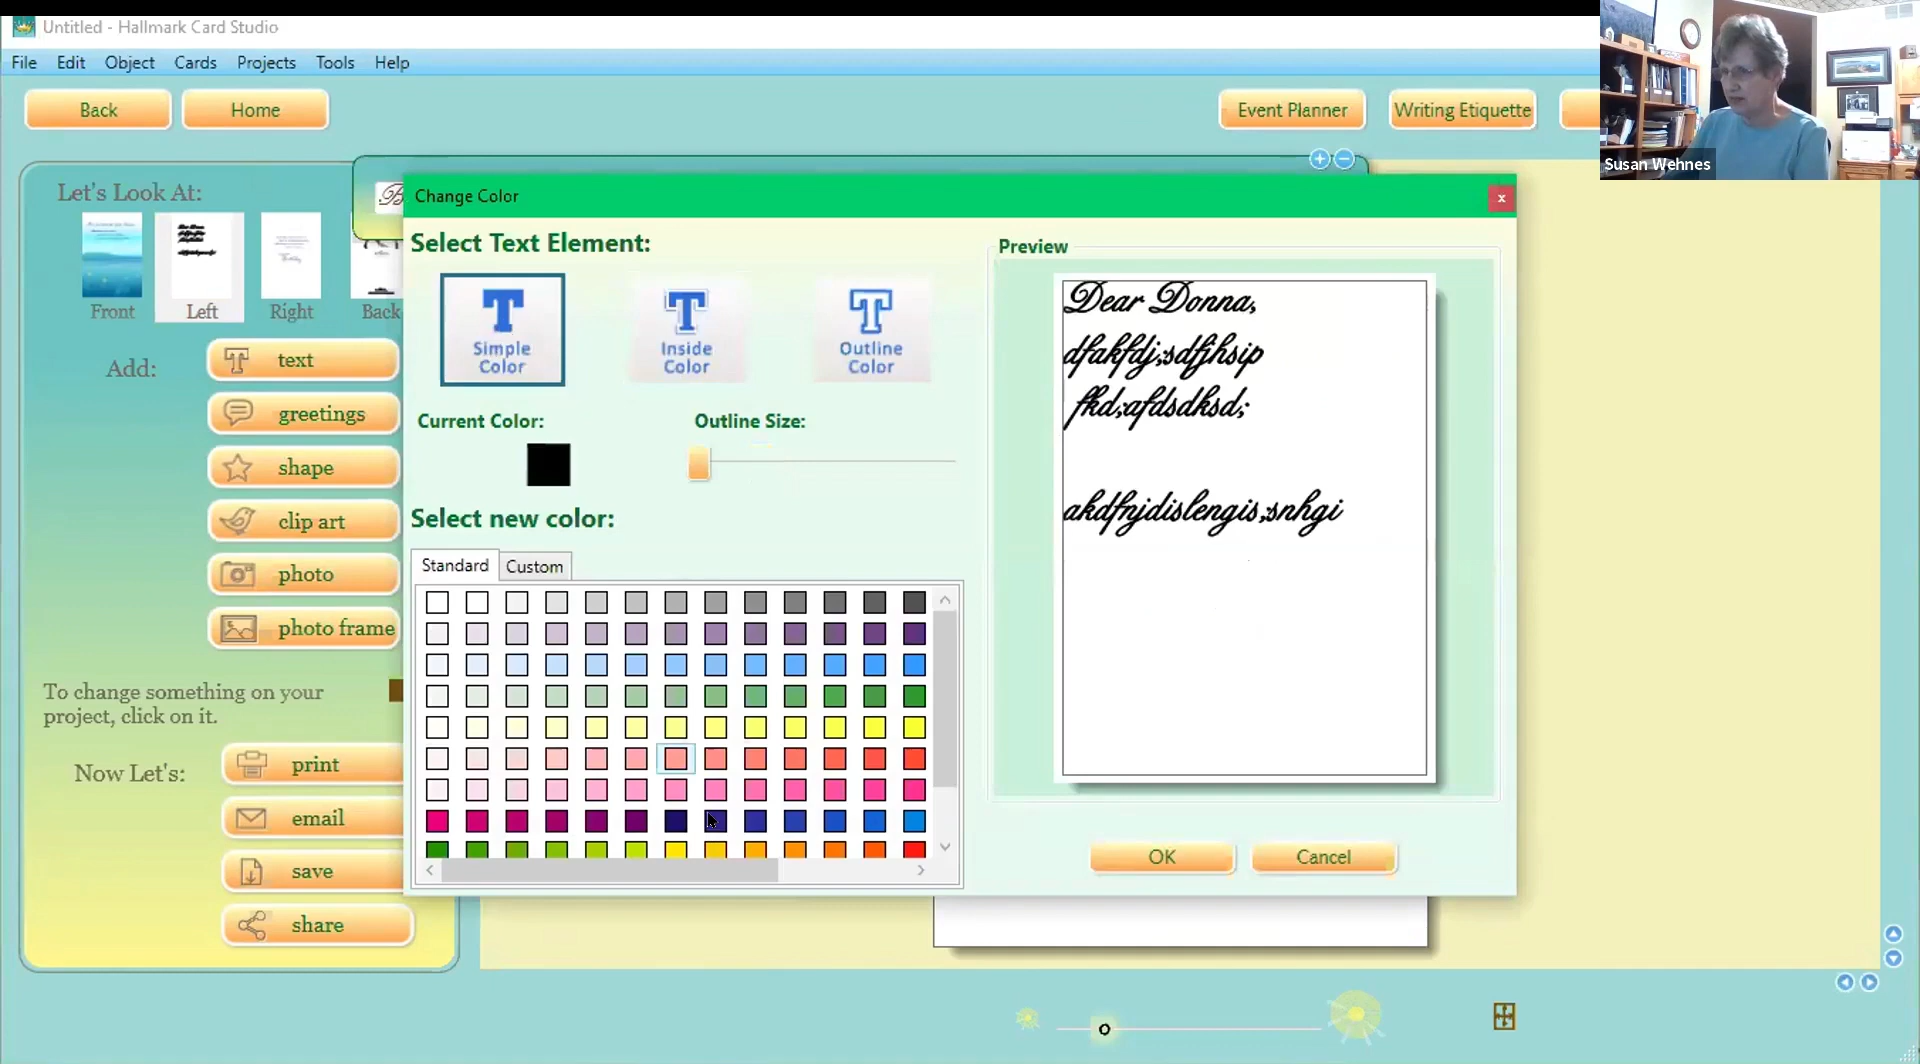 Untitled - Hallmark Card Studio
File Edit Object Cards Projects Tools Help
Back Home Event Planner Writing Etiquette
Susan Wehnes
Let's Look At:
Front Left Right Back
Add:
text
greetings
shape
clip art
photo
photo frame
To change something on your
project, click on it.
Now Let's:
print
email
save
share
Change Color
x
Select Text Element:
Simple
Color
Inside
Color
Outline
Color
Current Color:
Outline Size:
Select new color:
Standard Custom
Preview
Dear Donna,
dfakfdj;sdfjhsip
fkd;afdsdksd;
akdfnjdislengis;snhgi
OK Cancel